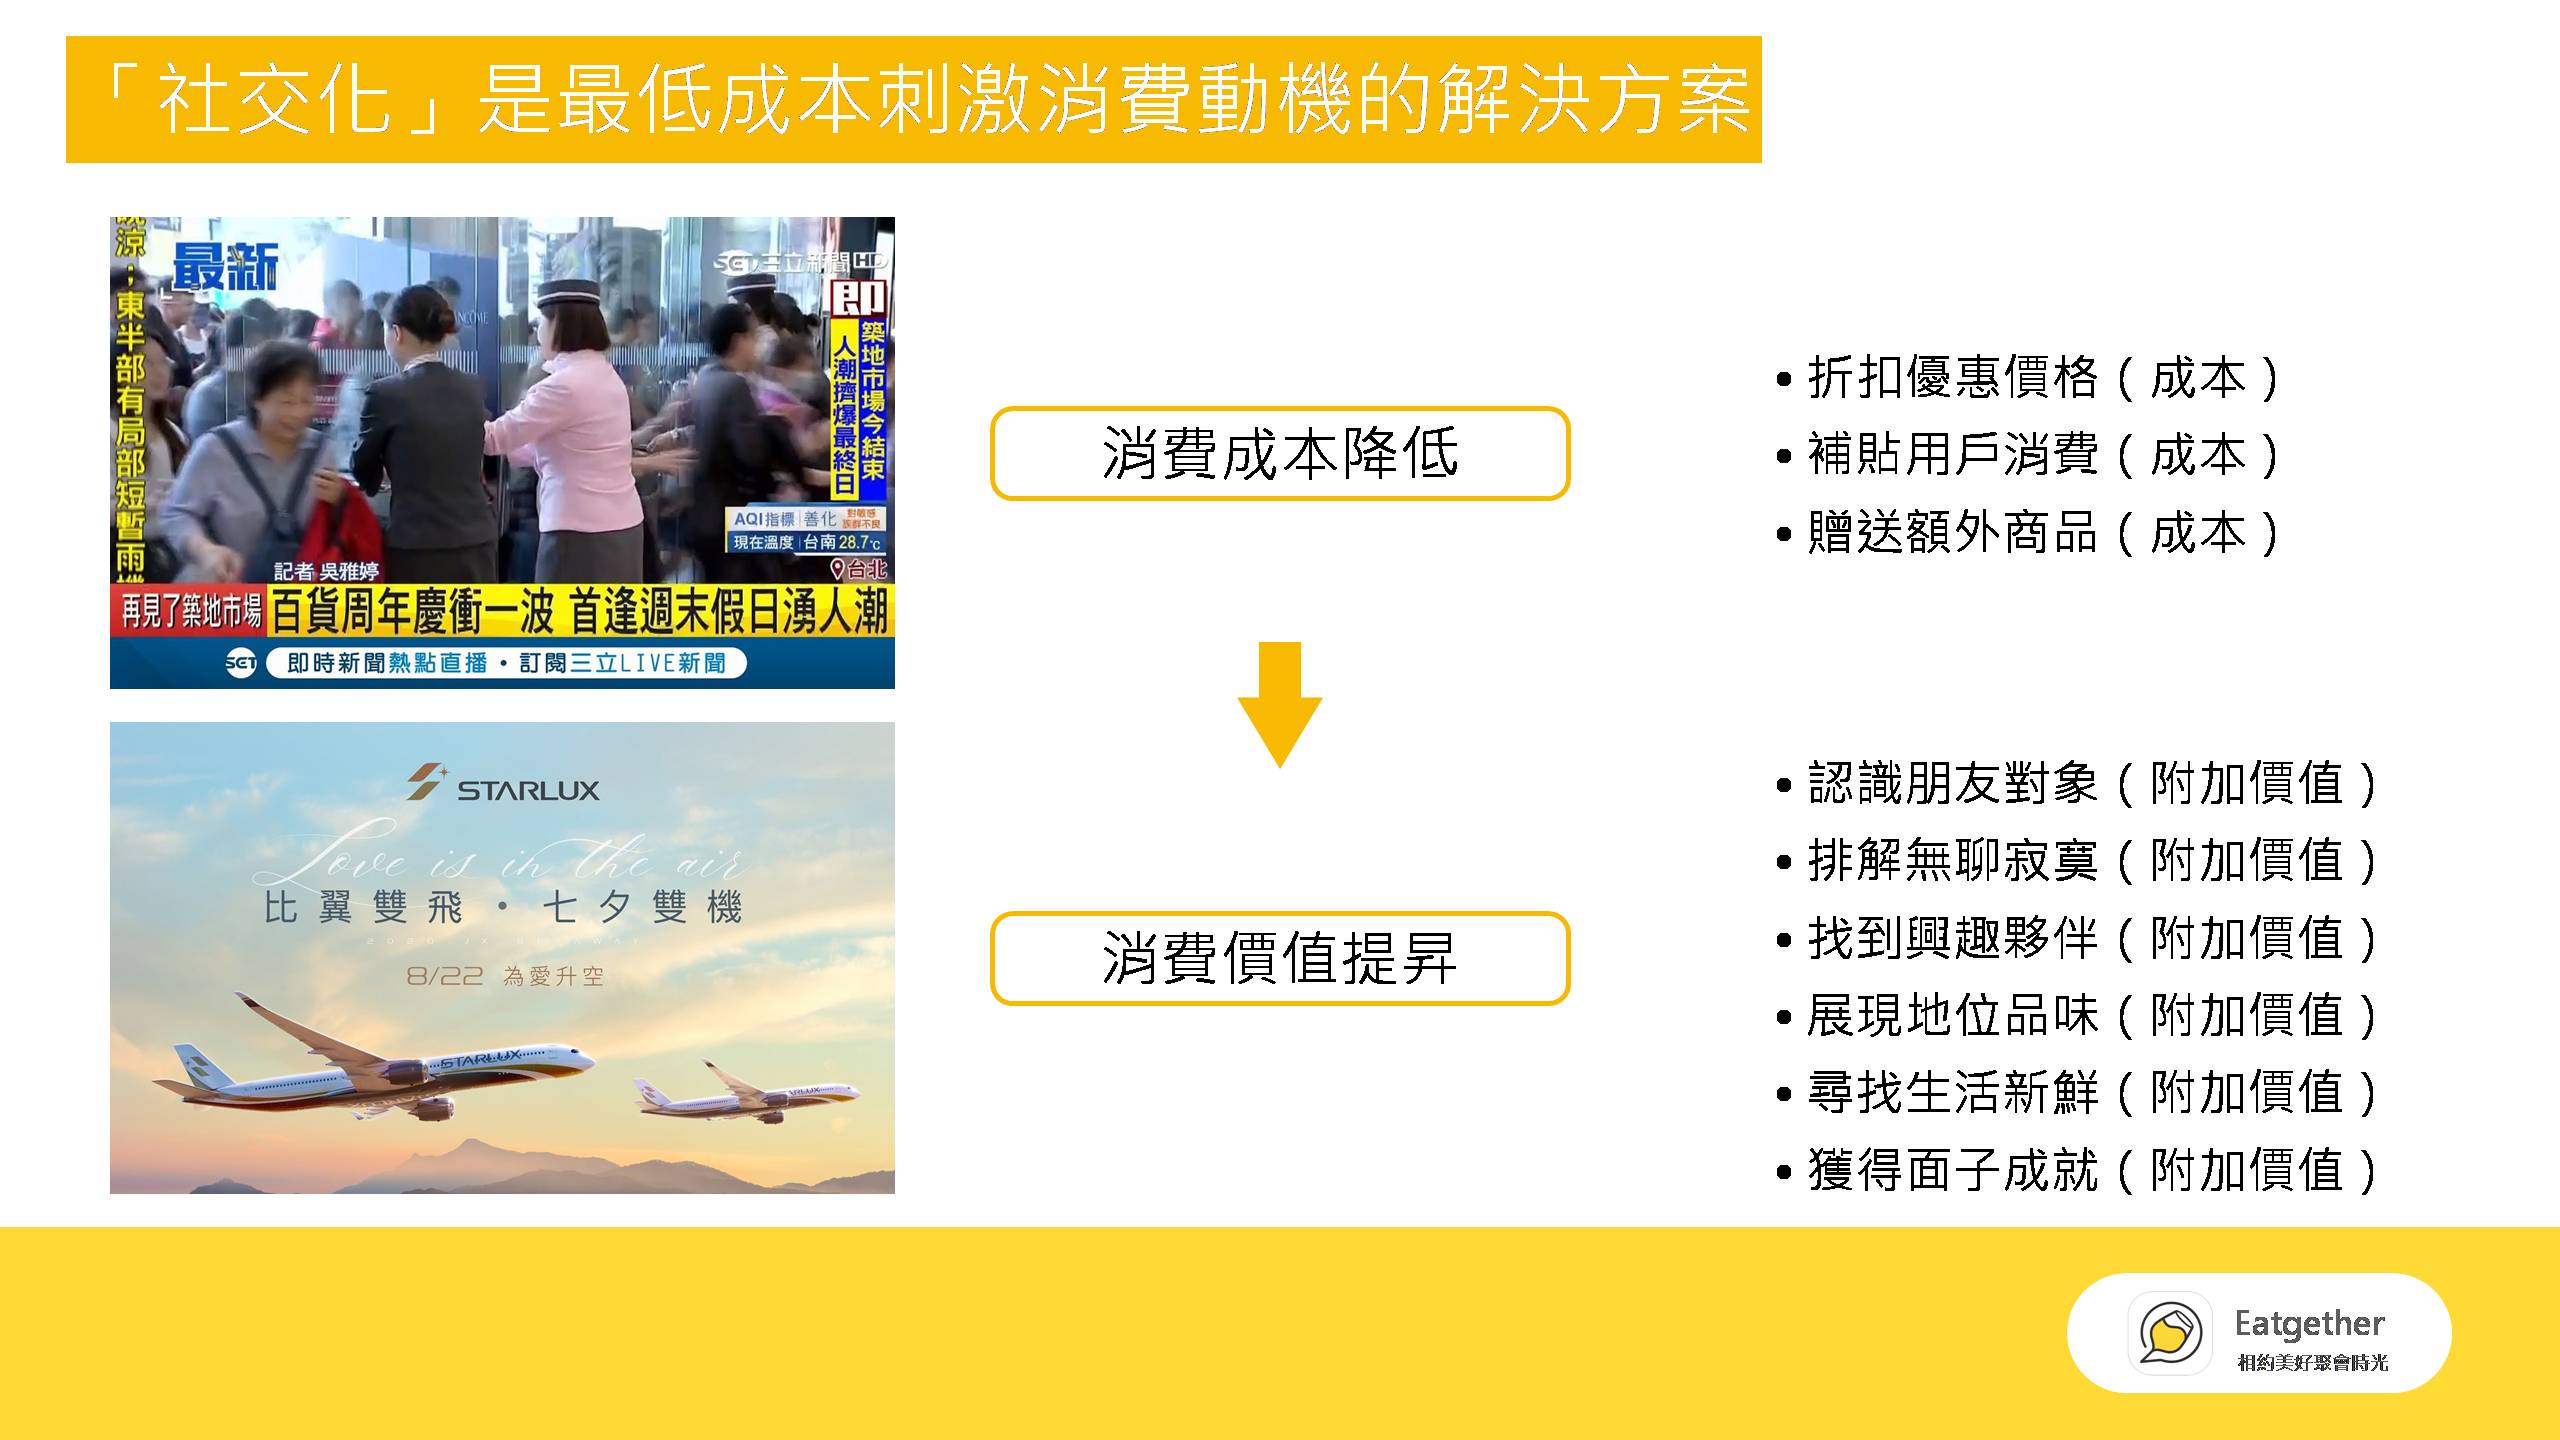 「社交化」是最低成本刺激消費動機的解決方案
涼；東半部有局部短暫雨
最新
SET 三立新聞 HD
即
築地市場今結束
人潮擠爆最終日
LANCÔME
AQI指標 善化 對敏感族群不良
現在溫度 台南 28.7℃
記者 吳雅婷
台北
再見了築地市場
百貨周年慶衝一波 首逢週末假日湧人潮
SET 即時新聞熱點直播・訂閱三立LIVE新聞
消費成本降低
• 折扣優惠價格（成本）
• 補貼用戶消費（成本）
• 贈送額外商品（成本）
STARLUX
Love is in the air
比翼雙飛・七夕雙機
2020 JX GETAWAY
8/22 為愛升空
STARLUX
STARLUX
消費價值提昇
• 認識朋友對象（附加價值）
• 排解無聊寂寞（附加價值）
• 找到興趣夥伴（附加價值）
• 展現地位品味（附加價值）
• 尋找生活新鮮（附加價值）
• 獲得面子成就（附加價值）
Eatgether
相約美好聚會時光